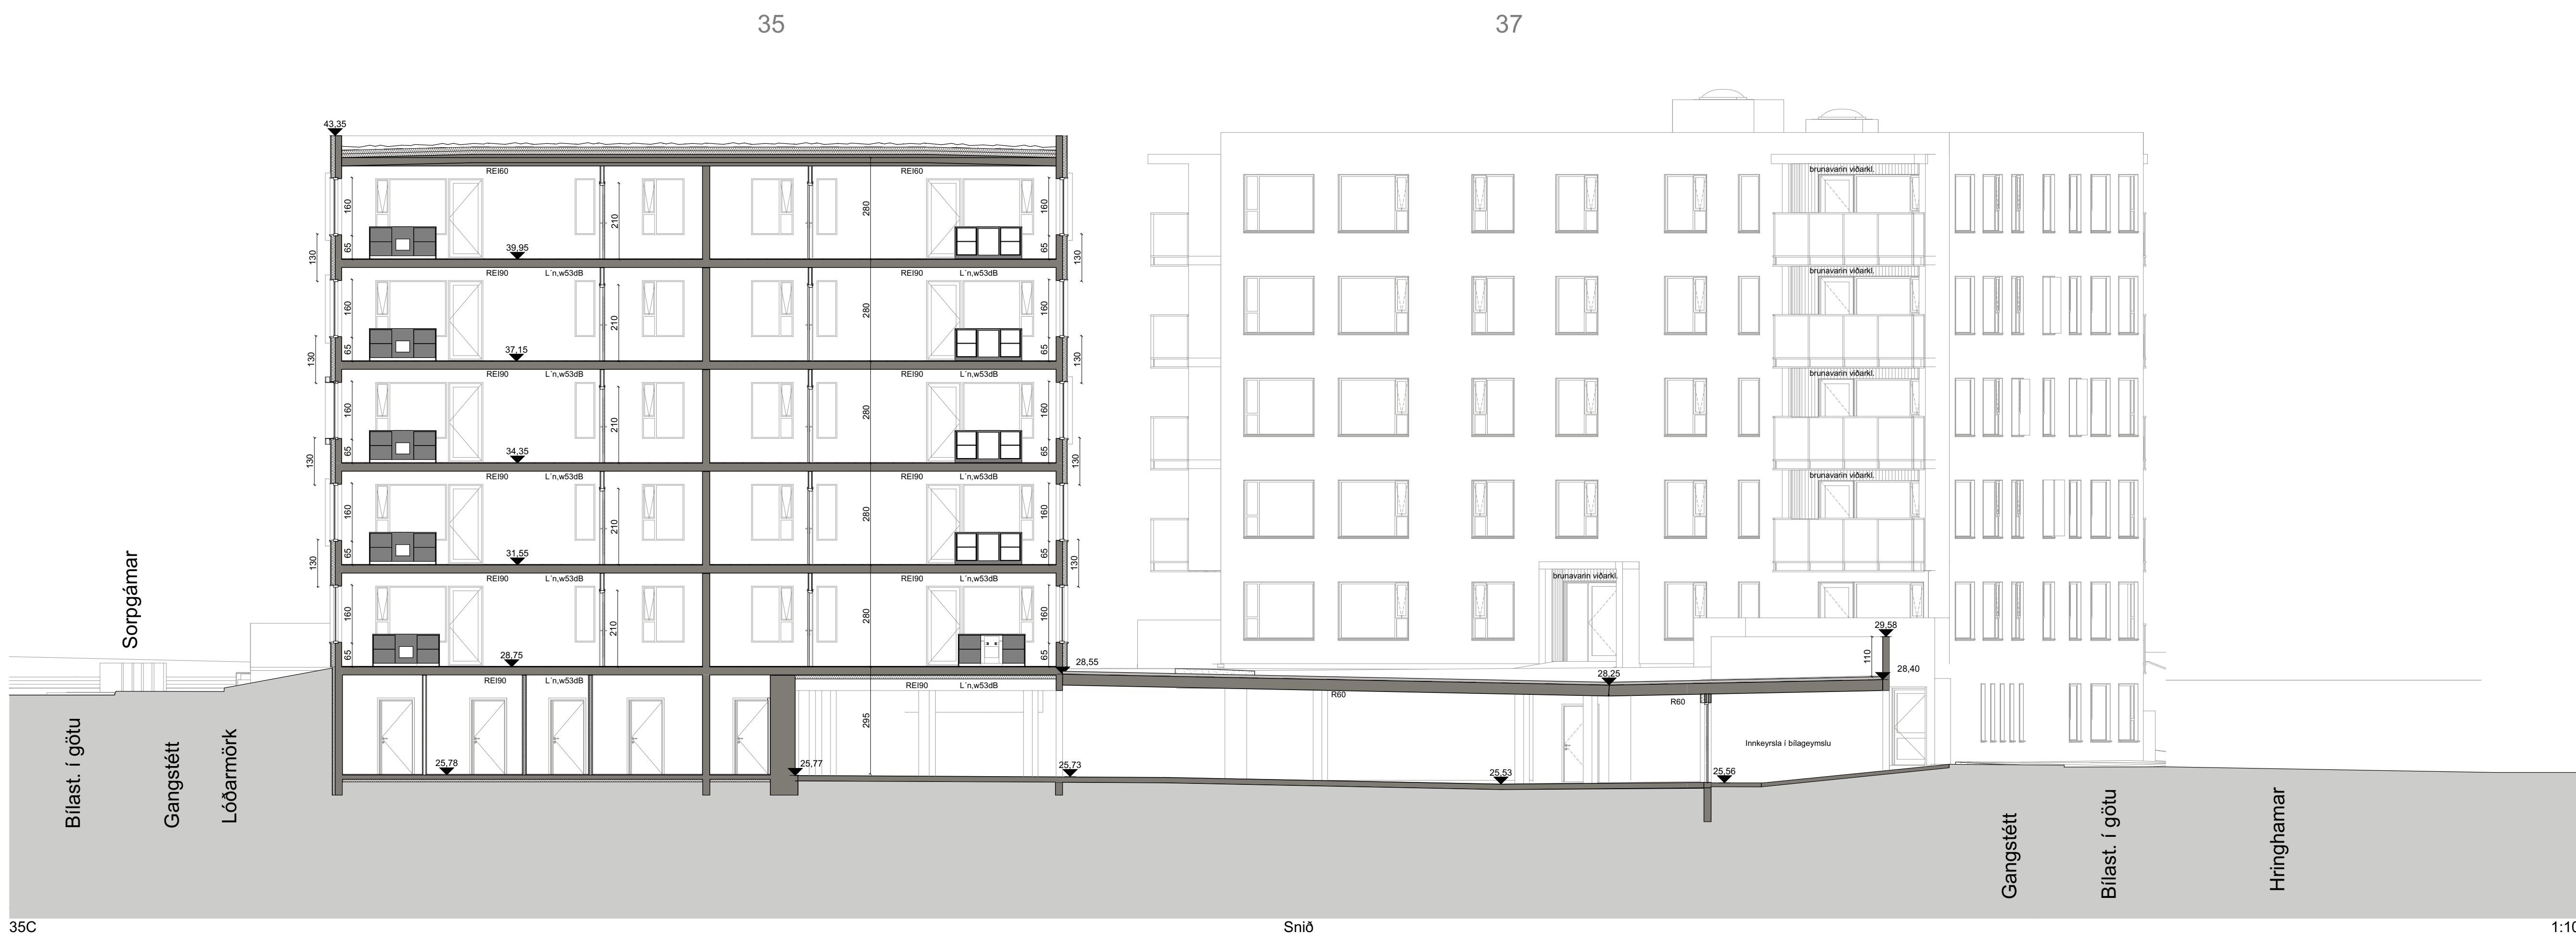 35 37
43,35
REI60 REI60
brunavarin viðarkl.
160 210 280 160
130 65 39,95 65 130
REI90 L´n,w53dB REI90 L´n,w53dB
brunavarin viðarkl.
160 210 280 160
130 65 37,15 65 130
REI90 L´n,w53dB REI90 L´n,w53dB
brunavarin viðarkl.
160 210 280 160
130 65 34,35 65 130
REI90 L´n,w53dB REI90 L´n,w53dB
brunavarin viðarkl.
160 210 280 160
130 65 31,55 65 130
REI90 L´n,w53dB REI90 L´n,w53dB
brunavarin viðarkl.
160 210 280 160
Sorpgámar
29,58
65 28,75 65 28,55 110 28,40
28,25
REI90 L´n,w53dB REI90 L´n,w53dB
R60 R60
295
Innkeyrsla í bílageymslu
25,78 25,77 25,73 25,53 25,56
Bílast. í götu
Gangstétt
Lóðarmörk
Gangstétt
Bílast. í götu
Hringhamar
35C Snið 1:10